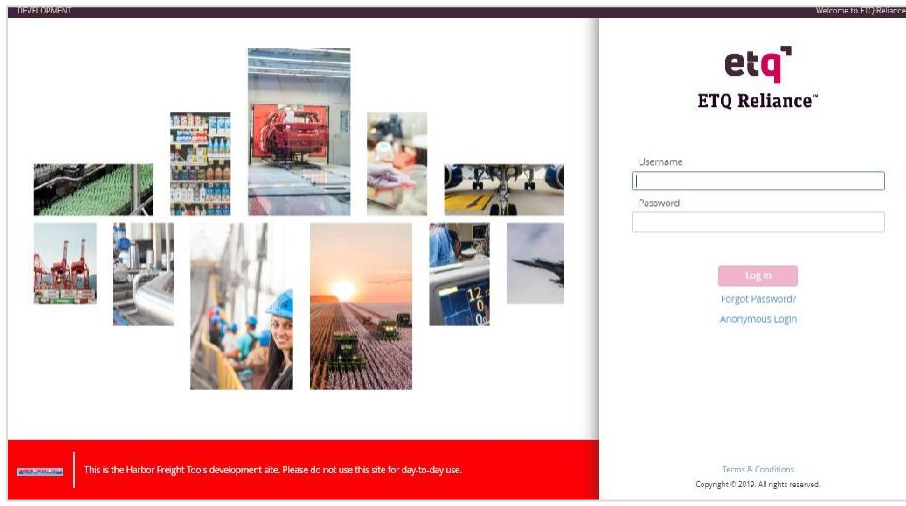 DEVELOPMENT
Welcome to ETQ Reliance
etq
ETQ Reliance™
Username
Password
Log in
Forgot Password?
Anonymous Login
This is the Harbor Freight Tools development site. Please do not use this site for day-to-day use.
Terms & Conditions
Copyright © 2019. All rights reserved.